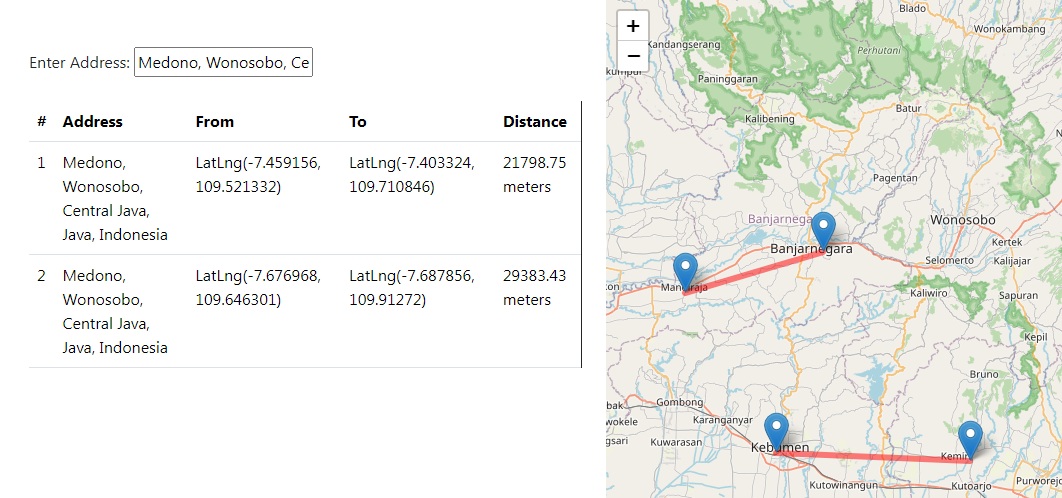 Enter Address: Medono, Wonosobo, Ce
# Address From To Distance
1 Medono, LatLng(-7.459156, LatLng(-7.403324, 21798.75
Wonosobo, 109.521332) 109.710846) meters
Central Java,
Java, Indonesia
2 Medono, LatLng(-7.676968, LatLng(-7.687856, 29383.43
Wonosobo, 109.646301) 109.91272) meters
Central Java,
Java, Indonesia
+
−
Blado
Wonokambang
Kandangserang
Perhutani
Paninggaran
Batur
Kalibening
Pagentan
Banjarnega
Wonosobo
Banjarnegara
Kertek
Selomerto
Kalijajar
Kaliwiro
Sapuran
Kepil
Bruno
Gombong
Karanganyar
gsari
Kuwarasan
Kebumen
Kemiri
Kutowinangun
Kutoarjo
Purworej